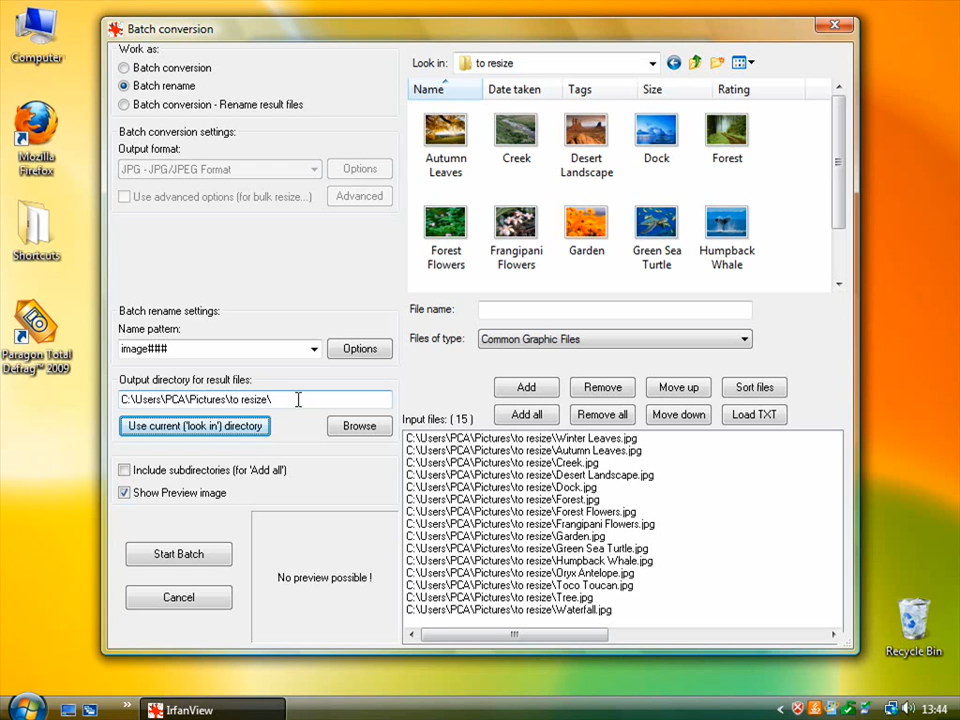 Computer
Mozilla
Firefox
Shortcuts
Paragon Total
Defrag™ 2009
Recycle Bin
Batch conversion
Work as:
Batch conversion
Batch rename
Batch conversion - Rename result files
Batch conversion settings:
Output format:
JPG - JPG/JPEG Format
Options
Use advanced options (for bulk resize...)
Advanced
Batch rename settings:
Name pattern:
image###
Options
Output directory for result files:
C:\Users\PCA\Pictures\to resize\
Use current ('look in') directory
Browse
Include subdirectories (for 'Add all')
Show Preview image
Start Batch
Cancel
No preview possible !
Look in:
to resize
Name
Date taken
Tags
Size
Rating
Autumn
Leaves
Creek
Desert
Landscape
Dock
Forest
Forest
Flowers
Frangipani
Flowers
Garden
Green Sea
Turtle
Humpback
Whale
File name:
Files of type:
Common Graphic Files
Add
Remove
Move up
Sort files
Add all
Remove all
Move down
Load TXT
Input files: ( 15 )
C:\Users\PCA\Pictures\to resize\Winter Leaves.jpg
C:\Users\PCA\Pictures\to resize\Autumn Leaves.jpg
C:\Users\PCA\Pictures\to resize\Creek.jpg
C:\Users\PCA\Pictures\to resize\Desert Landscape.jpg
C:\Users\PCA\Pictures\to resize\Dock.jpg
C:\Users\PCA\Pictures\to resize\Forest.jpg
C:\Users\PCA\Pictures\to resize\Forest Flowers.jpg
C:\Users\PCA\Pictures\to resize\Frangipani Flowers.jpg
C:\Users\PCA\Pictures\to resize\Garden.jpg
C:\Users\PCA\Pictures\to resize\Green Sea Turtle.jpg
C:\Users\PCA\Pictures\to resize\Humpback Whale.jpg
C:\Users\PCA\Pictures\to resize\Oryx Antelope.jpg
C:\Users\PCA\Pictures\to resize\Toco Toucan.jpg
C:\Users\PCA\Pictures\to resize\Tree.jpg
C:\Users\PCA\Pictures\to resize\Waterfall.jpg
IrfanView
13:44